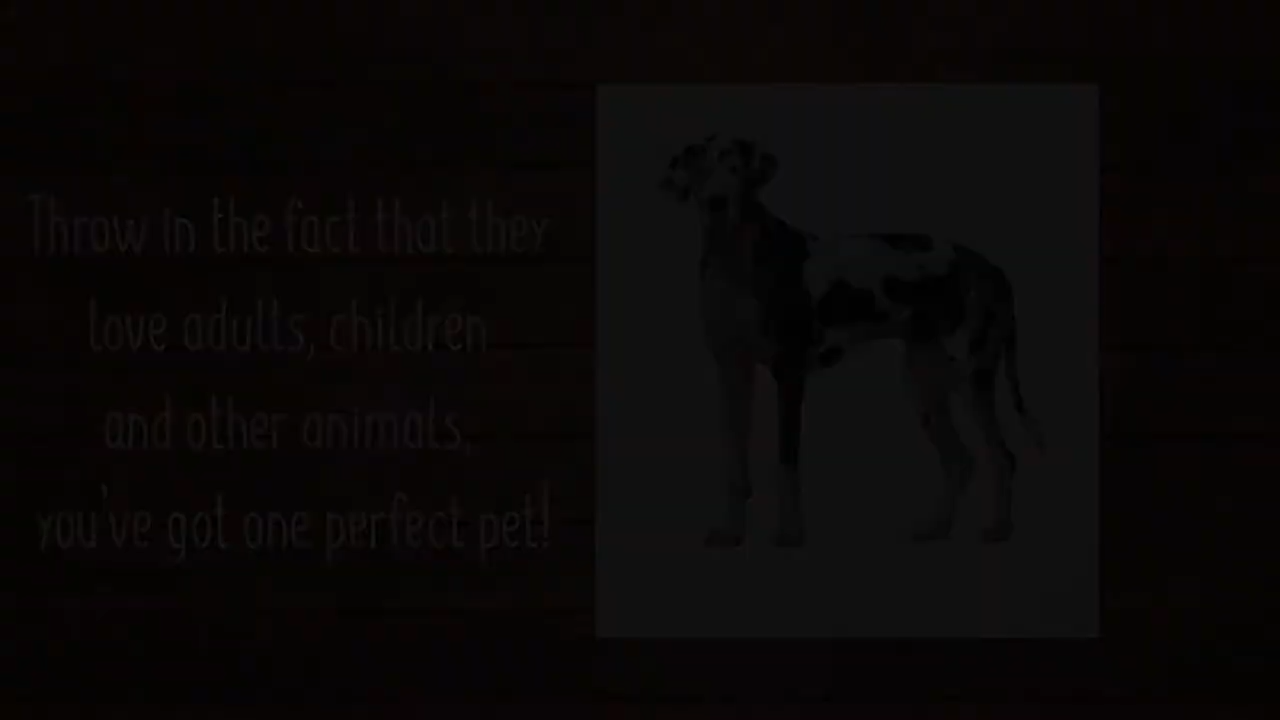 Throw in the fact that they
love adults, children
and other animals,
you've got one perfect pet!